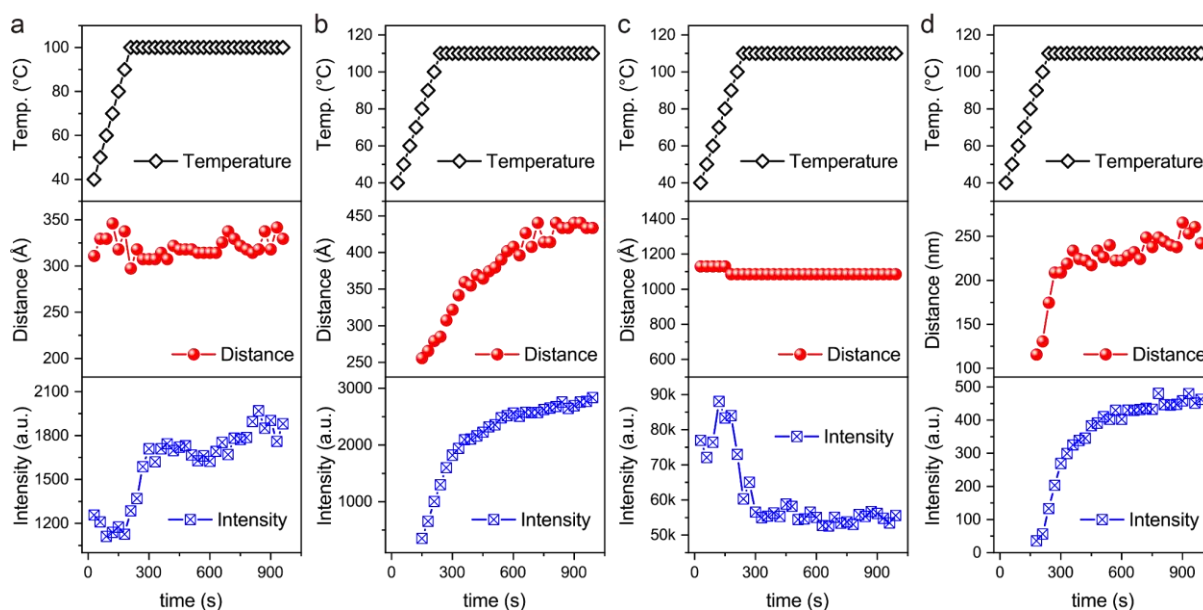 a
b
c
d
Temp. (°C)
100
80
60
40
Temperature
Temp. (°C)
120
100
80
60
40
Temperature
Temp. (°C)
120
100
80
60
40
Temperature
Temp. (°C)
120
100
80
60
40
Temperature
Distance (Å)
350
300
250
200
Distance
Distance (Å)
450
400
350
300
250
Distance
Distance (Å)
1400
1200
1000
800
600
Distance
Distance (nm)
250
200
150
100
Distance
Intensity (a.u.)
2100
1800
1500
1200
Intensity
Intensity (a.u.)
3000
2000
1000
0
Intensity
Intensity (a.u.)
90k
80k
70k
60k
50k
Intensity
Intensity (a.u.)
500
400
300
200
100
0
Intensity
0 300 600 900
0 300 600 900
0 300 600 900
0 300 600 900
time (s)
time (s)
time (s)
time (s)